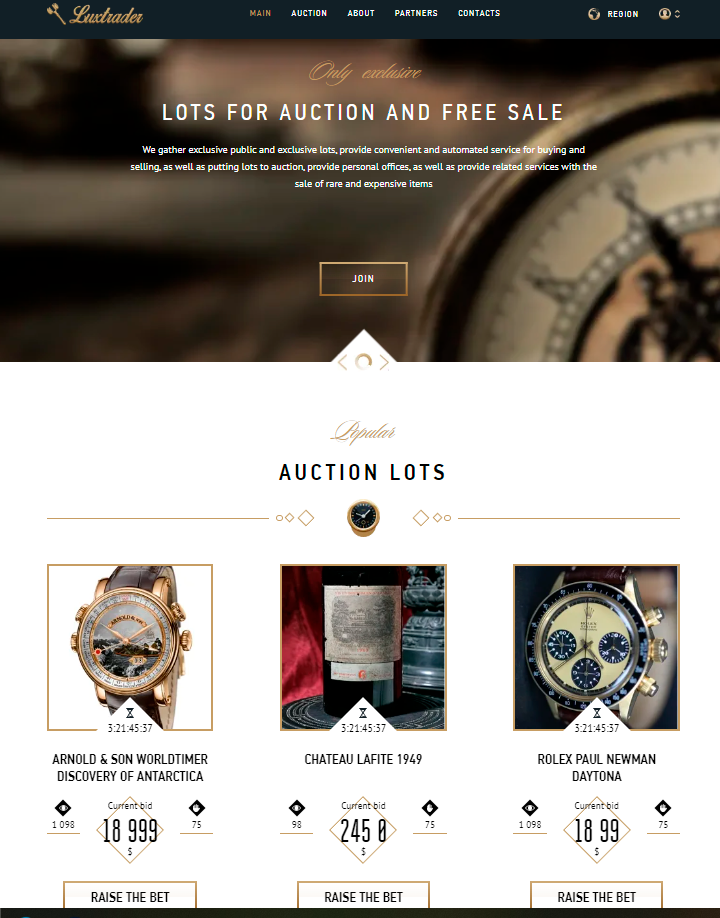 Luxtrader
MAIN AUCTION ABOUT PARTNERS CONTACTS REGION
Only exclusive
LOTS FOR AUCTION AND FREE SALE
We gather exclusive public and exclusive lots, provide convenient and automated service for buying and
selling, as well as putting lots to auction, provide personal offices, as well as provide related services with the
sale of rare and expensive items
JOIN
Popular
AUCTION LOTS
ARNOLD & SON
3:21:45:37
ARNOLD & SON WORLDTIMER
DISCOVERY OF ANTARCTICA
1 098
Current bid
18 999
$
75
RAISE THE BET
3:21:45:37
CHATEAU LAFITE 1949
98
Current bid
245 0
$
75
RAISE THE BET
ROLEX
3:21:45:37
ROLEX PAUL NEWMAN
DAYTONA
1 098
Current bid
18 99
$
75
RAISE THE BET